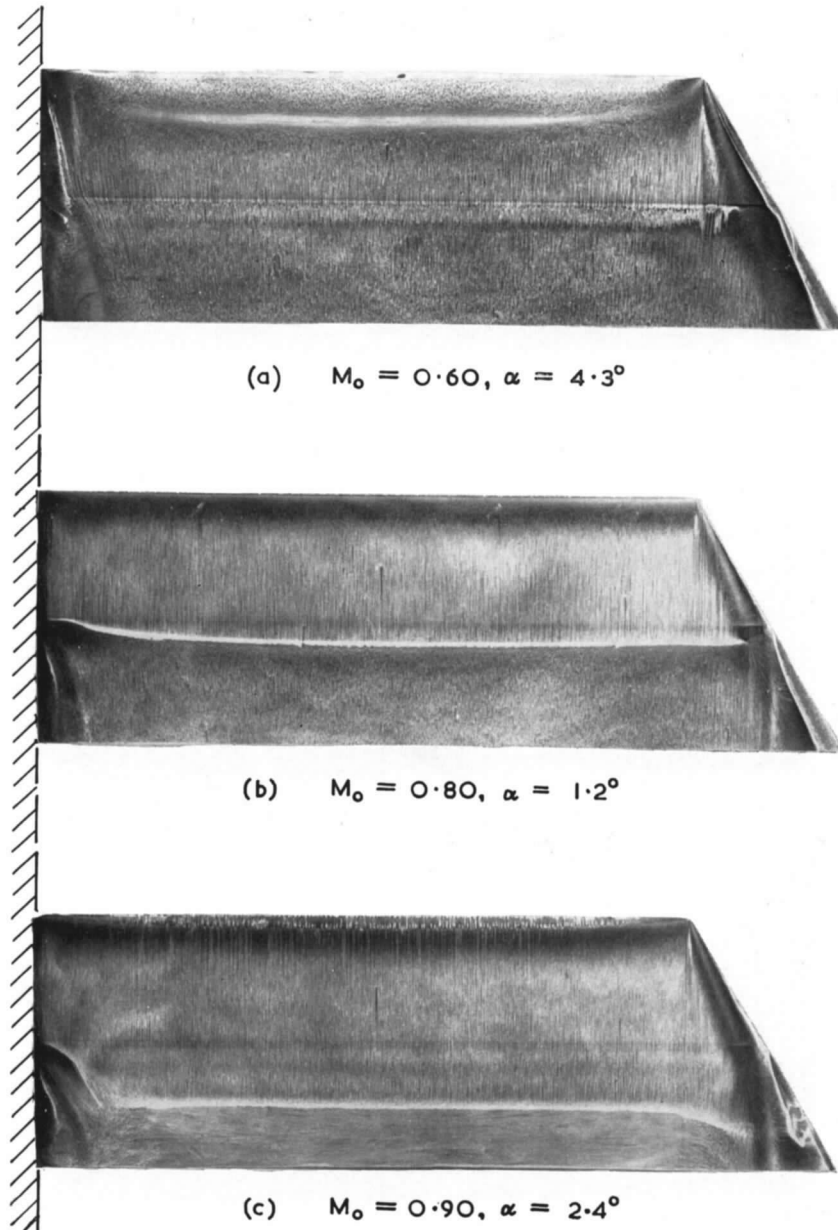 (a) M₀ = 0·60, α = 4·3°
(b) M₀ = 0·80, α = 1·2°
(c) M₀ = 0·90, α = 2·4°